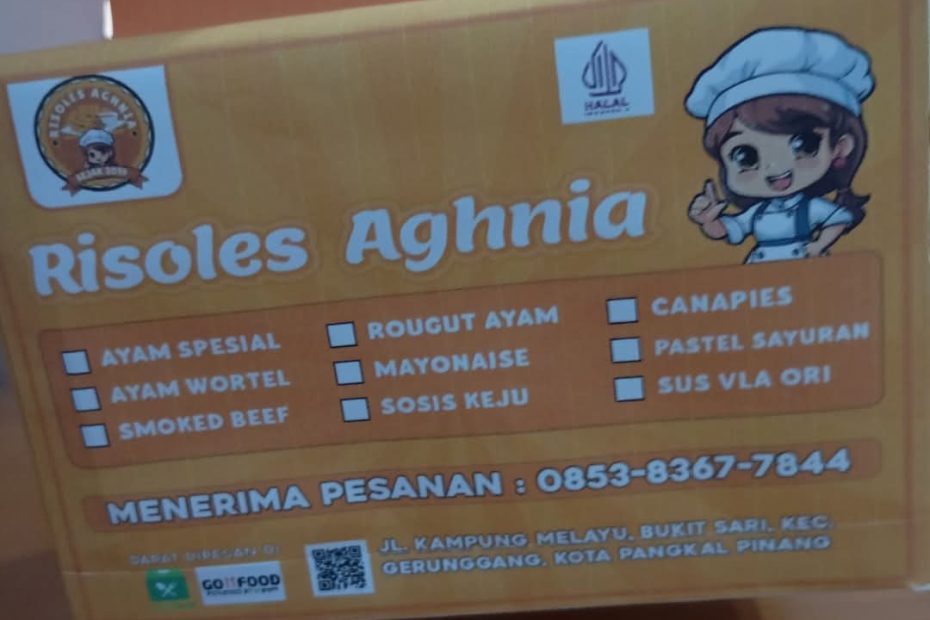 RISOLES AGHNIA
HALAL
INDONESIA
Risoles Aghnia
AYAM SPESIAL
AYAM WORTEL
SMOKED BEEF
ROUGUT AYAM
MAYONAISE
SOSIS KEJU
CANAPIES
PASTEL SAYURAN
SUS VLA ORI
MENERIMA PESANAN : 0853-8367-7844
DAPAT DIPESAN DI
GOFOOD
JL. KAMPUNG MELAYU, BUKIT SARI, KEC.
GERUNGGANG, KOTA PANGKAL PINANG